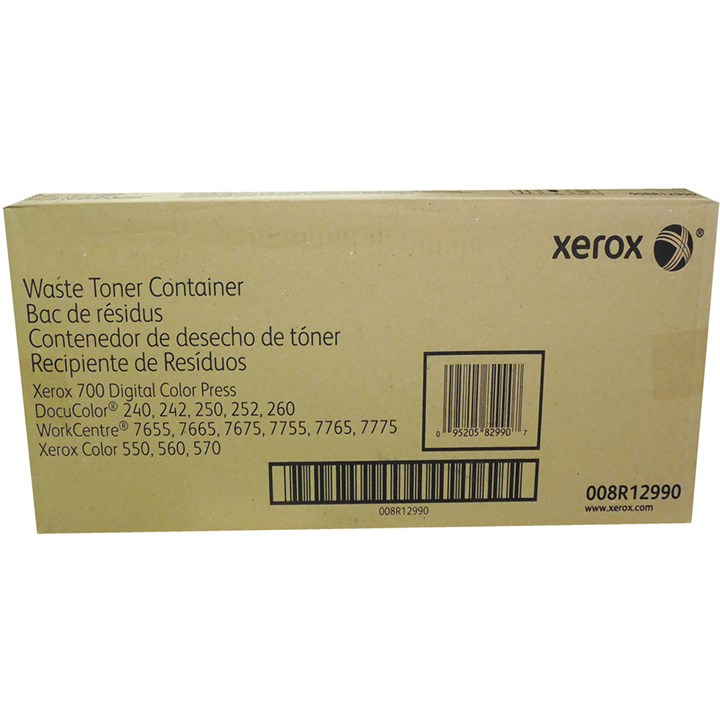 008R12990
xerox ®
Waste Toner Container
Bac de résidus
Contenedor de desecho de tóner
Recipiente de Resíduos
Xerox 700 Digital Color Press
DocuColor® 240, 242, 250, 252, 260
WorkCentre® 7655, 7665, 7675, 7755, 7765, 7775
Xerox Color 550, 560, 570
0 95205 82990 7
008R12990
008R12990
www.xerox.com